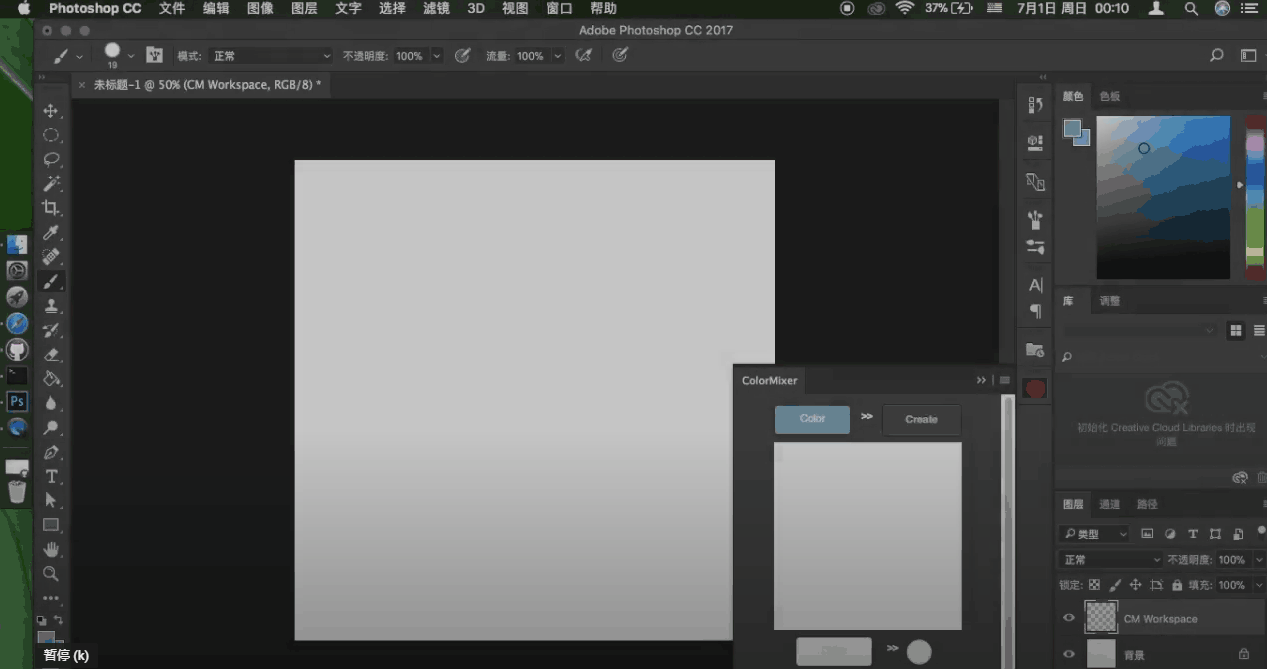 Photoshop CC 文件 编辑 图像 图层 文字 选择 滤镜 3D 视图 窗口 帮助 37% 7月1日 周日 00:10
Adobe Photoshop CC 2017
19 模式: 正常 不透明度: 100% 流量: 100%
× 未标题-1 @ 50% (CM Workspace, RGB/8) *
颜色 色板
库 调整
ColorMixer
Color >> Create
初始化 Creative Cloud Libraries 时出现
问题
图层 通道 路径
类型
正常 不透明度: 100%
锁定: 填充: 100%
CM Workspace
背景
Ps
暂停 (k)